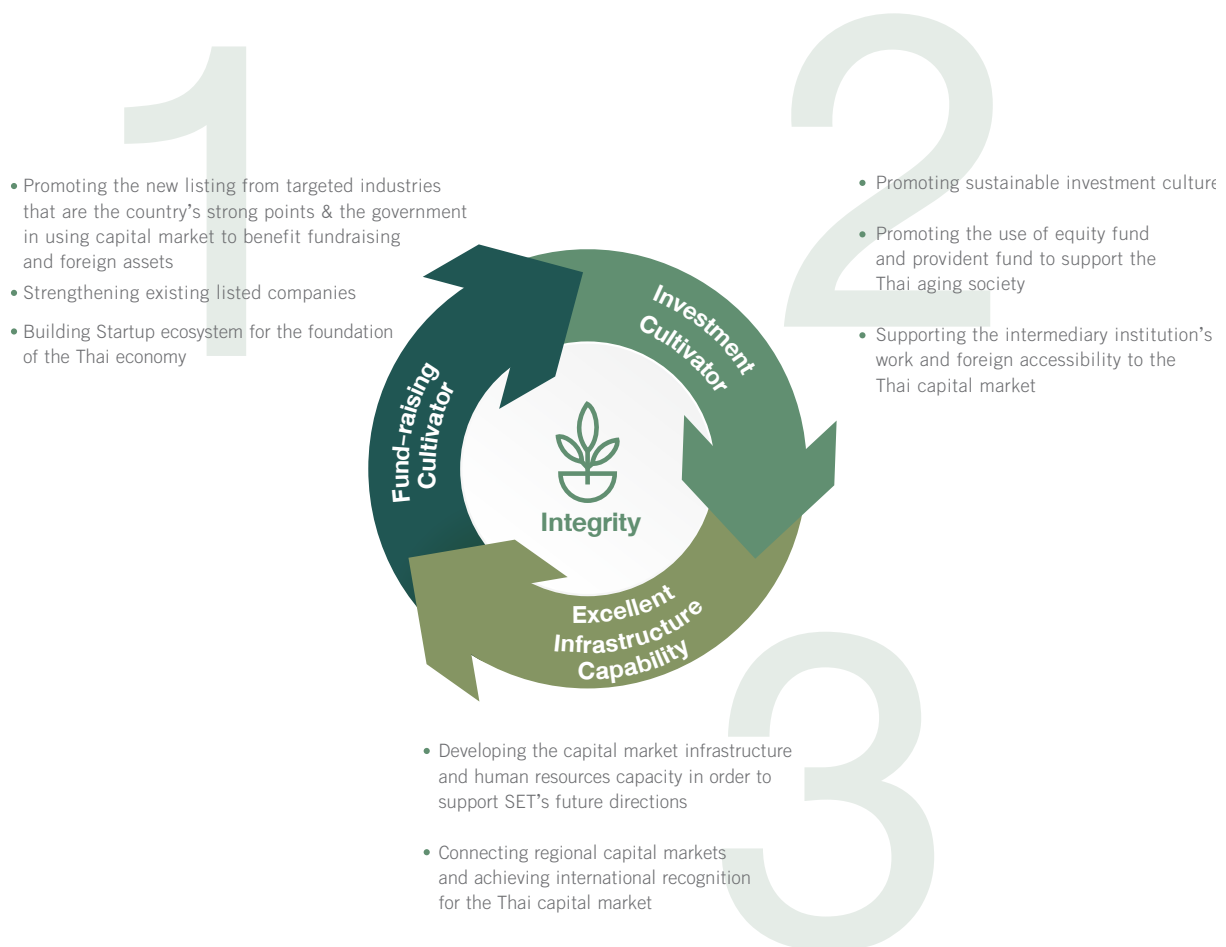 1
• Promoting the new listing from targeted industries
that are the country's strong points & the government
in using capital market to benefit fundraising
and foreign assets
• Strengthening existing listed companies
• Building Startup ecosystem for the foundation
of the Thai economy
2
• Promoting sustainable investment culture
• Promoting the use of equity fund
and provident fund to support the
Thai aging society
• Supporting the intermediary institution's
work and foreign accessibility to the
Thai capital market
Fund-raising
Cultivator
Investment
Cultivator
Integrity
Excellent
Infrastructure
Capability
3
• Developing the capital market infrastructure
and human resources capacity in order to
support SET's future directions
• Connecting regional capital markets
and achieving international recognition
for the Thai capital market